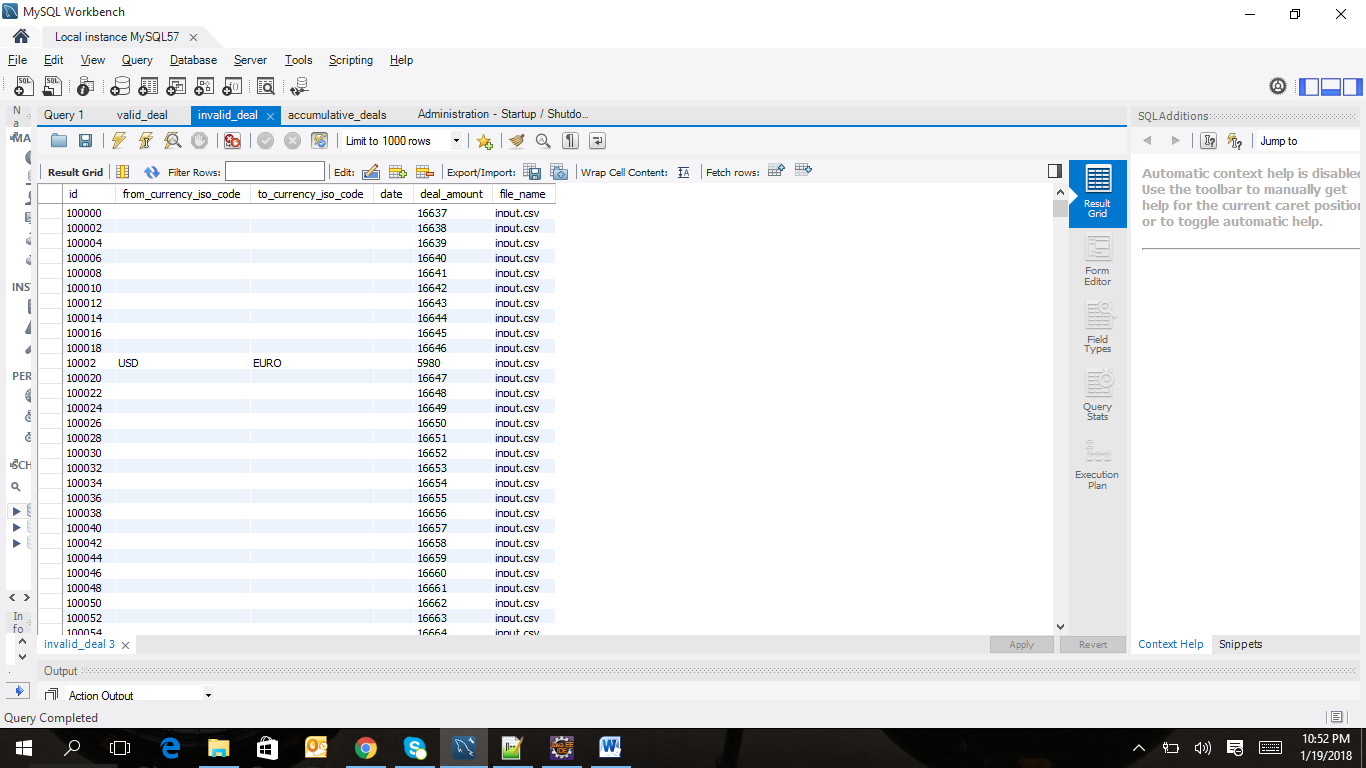 MySQL Workbench
Local instance MySQL57
File Edit View Query Database Server Tools Scripting Help
Query 1 valid_deal invalid_deal accumulative_deals Administration - Startup / Shutdo...
SQLAdditions
Limit to 1000 rows
Jump to
Result Grid Filter Rows: Edit: Export/Import: Wrap Cell Content: Fetch rows:
id from_currency_iso_code to_currency_iso_code date deal_amount file_name
100000 16637 input.csv
100002 16638 input.csv
100004 16639 input.csv
100006 16640 input.csv
100008 16641 input.csv
100010 16642 input.csv
100012 16643 input.csv
100014 16644 input.csv
100016 16645 input.csv
100018 16646 input.csv
10002 USD EURO 5980 input.csv
100020 16647 input.csv
100022 16648 input.csv
100024 16649 input.csv
100026 16650 input.csv
100028 16651 input.csv
100030 16652 input.csv
100032 16653 input.csv
100034 16654 input.csv
100036 16655 input.csv
100038 16656 input.csv
100040 16657 input.csv
100042 16658 input.csv
100044 16659 input.csv
100046 16660 input.csv
100048 16661 input.csv
100050 16662 input.csv
100052 16663 input.csv
100054 16664 input.csv
Result
Grid
Form
Editor
Field
Types
Query
Stats
Execution
Plan
Automatic context help is disabled
Use the toolbar to manually get
help for the current caret position
or to toggle automatic help.
N
a
MA
INS
PER
SCH
In
fo
invalid_deal 3
Apply Revert
Context Help Snippets
Output
Action Output
Query Completed
10:52 PM
1/19/2018